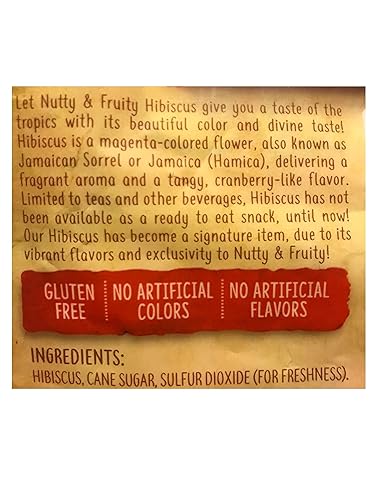 Let Nutty & Fruity Hibiscus give you a taste of the
tropics with its beautiful color and divine taste!
Hibiscus is a magenta-colored flower, also known as
Jamaican Sorrel or Jamaica (Hamica), delivering a
fragrant aroma and a tangy, cranberry-like flavor.
Limited to teas and other beverages, Hibiscus has not
been available as a ready to eat snack, until now!
Our Hibiscus has become a signature item, due to its
vibrant flavors and exclusivity to Nutty & Fruity!
GLUTEN FREE
NO ARTIFICIAL COLORS
NO ARTIFICIAL FLAVORS
INGREDIENTS:
HIBISCUS, CANE SUGAR, SULFUR DIOXIDE (FOR FRESHNESS).